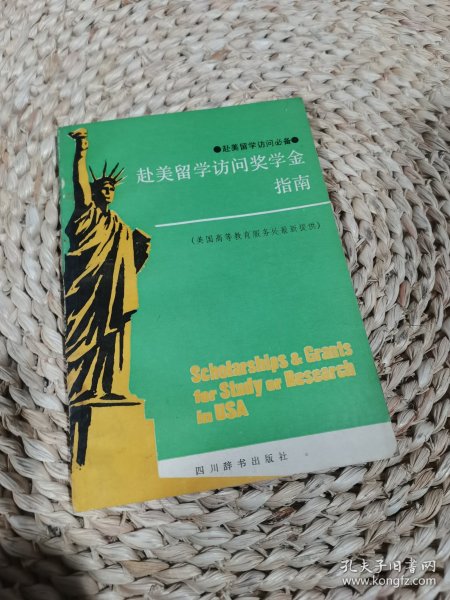 ●赴美留学访问必备●
赴美留学访问奖学金
指南
(美国高等教育服务处最新提供)
Scholarships & Grants
for Study or Research
in USA
四川辞书出版社
孔夫子旧书网
www.kongfz.com